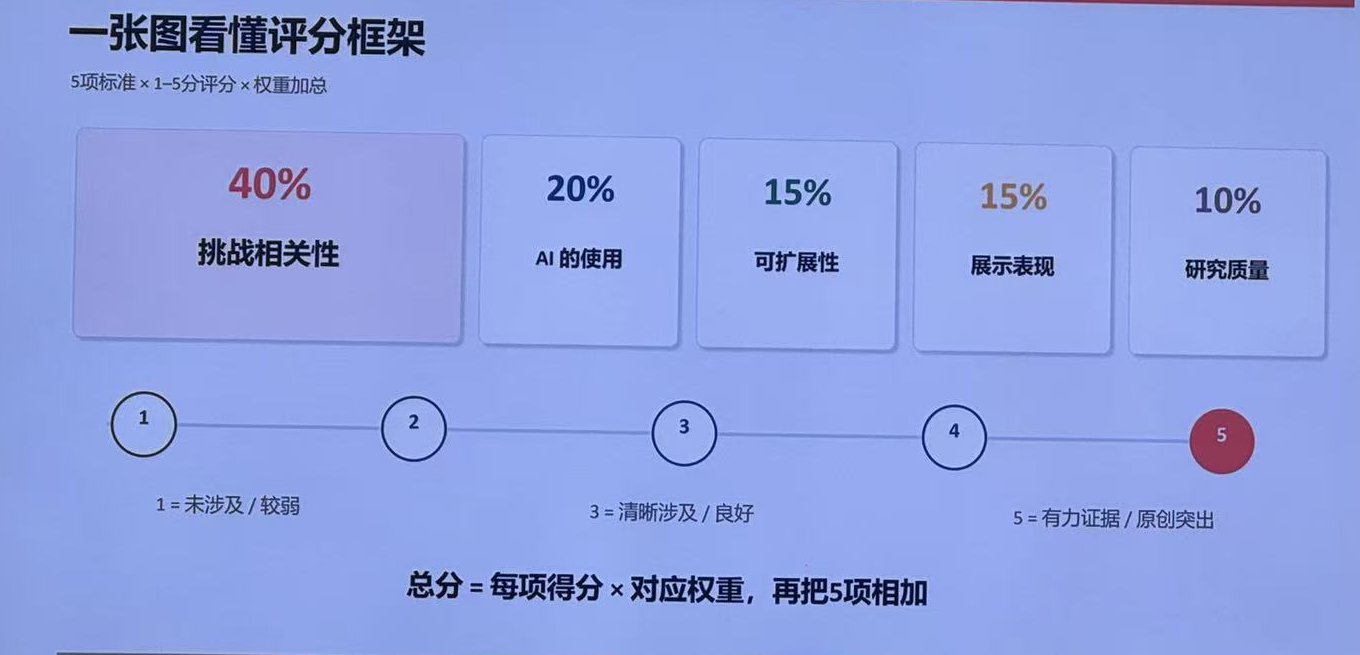 一张图看懂评分框架
5项标准 × 1–5分评分 × 权重加总
40%
挑战相关性
20%
AI 的使用
15%
可扩展性
15%
展示表现
10%
研究质量
1
2
3
4
5
1 = 未涉及 / 较弱
3 = 清晰涉及 / 良好
5 = 有力证据 / 原创突出
总分 = 每项得分 × 对应权重，再把5项相加